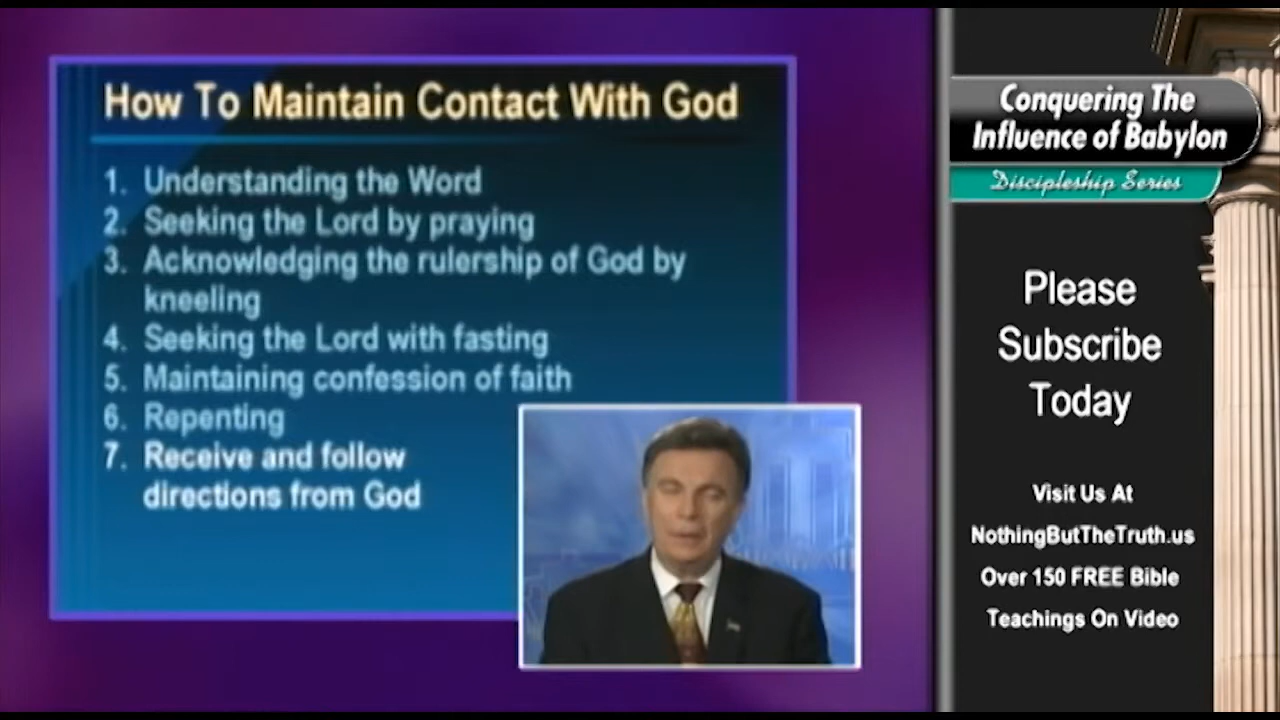 How To Maintain Contact With God
1. Understanding the Word
2. Seeking the Lord by praying
3. Acknowledging the rulership of God by
kneeling
4. Seeking the Lord with fasting
5. Maintaining confession of faith
6. Repenting
7. Receive and follow
directions from God
Conquering The
Influence of Babylon
Discipleship Series
Please
Subscribe
Today
Visit Us At
NothingButTheTruth.us
Over 150 FREE Bible
Teachings On Video